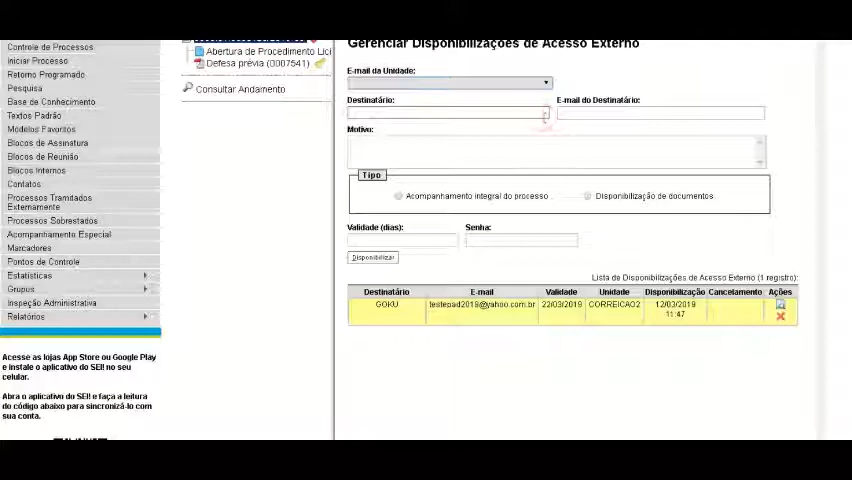 Controle de Processos
Iniciar Processo
Retorno Programado
Pesquisa
Base de Conhecimento
Textos Padrão
Modelos Favoritos
Blocos de Assinatura
Blocos de Reunião
Blocos Internos
Contatos
Processos Tramitados
Externamente
Processos Sobrestados
Acompanhamento Especial
Marcadores
Pontos de Controle
Estatísticas
Grupos
Inspeção Administrativa
Relatórios
Acesse as lojas App Store ou Google Play
e instale o aplicativo do SEI! no seu
celular.
Abra o aplicativo do SEI! e faça a leitura
do código abaixo para sincronizá-lo com
sua conta.
Abertura de Procedimento Lici
Defesa prévia (0007541)
Consultar Andamento
Gerenciar Disponibilizações de Acesso Externo
E-mail da Unidade:
Destinatário: E-mail do Destinatário:
Motivo:
Tipo
Acompanhamento integral do processo Disponibilização de documentos
Validade (dias): Senha:
Disponibilizar
Lista de Disponibilizações de Acesso Externo (1 registro):
Destinatário E-mail Validade Unidade Disponibilização Cancelamento Ações
GOKU testepad2019@yahoo.com.br 22/03/2019 CORREICAO2 12/03/2019
11:47